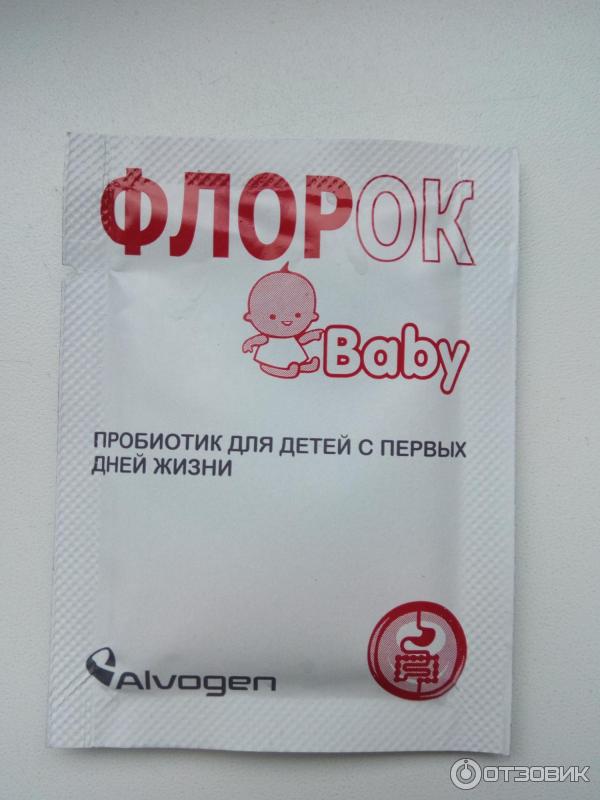 ФЛОРОК
Baby
ПРОБИОТИК ДЛЯ ДЕТЕЙ С ПЕРВЫХ
ДНЕЙ ЖИЗНИ
Alvogen
ОТЗОВИК